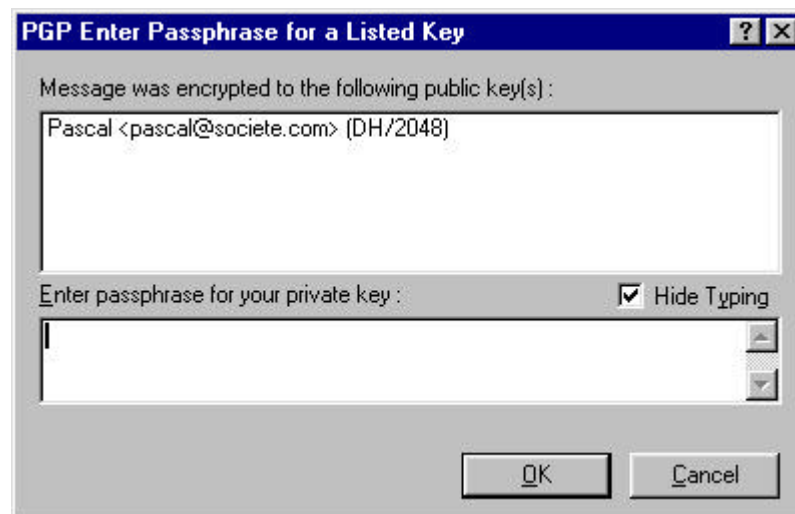 PGP Enter Passphrase for a Listed Key
Message was encrypted to the following public key(s) :
Pascal <pascal@societe.com> (DH/2048)
Enter passphrase for your private key :
Hide Typing
OK
Cancel